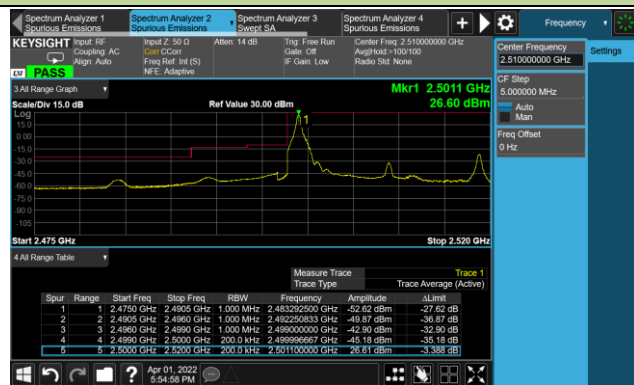 Spectrum Analyzer 1
Spurious Emissions
Spectrum Analyzer 2
Spurious Emissions
Spectrum Analyzer 3
Swept SA
Spectrum Analyzer 4
Spurious Emissions
Frequency
KEYSIGHT
Input: RF
Coupling: AC
Align: Auto
Input Z: 50 Ω
Corr CCorr
Freq Ref: Int (S)
NFE: Adaptive
Atten: 14 dB
Trig: Free Run
Gate: Off
IF Gain: Low
Center Freq: 2.510000000 GHz
Avg|Hold:>100/100
Radio Std: None
LXI PASS
Center Frequency
2.510000000 GHz
Settings
CF Step
5.000000 MHz
Auto
Man
Freq Offset
0 Hz
3 All Range Graph
Mkr1 2.5011 GHz
Scale/Div 15.0 dB
Ref Value 30.00 dBm
26.60 dBm
Log
1
15.0
0.00
-15.0
-30.0
-45.0
-60.0
-75.0
-90.0
-105
Start 2.475 GHz
Stop 2.520 GHz
4 All Range Table
Measure Trace Trace 1
Trace Type Trace Average (Active)
Spur Range Start Freq Stop Freq RBW Frequency Amplitude ΔLimit
1 1 2.4750 GHz 2.4905 GHz 1.000 MHz 2.483292500 GHz -52.62 dBm -27.62 dB
2 2 2.4905 GHz 2.4960 GHz 1.000 MHz 2.492250833 GHz -49.87 dBm -36.87 dB
3 3 2.4960 GHz 2.4990 GHz 1.000 MHz 2.499000000 GHz -42.90 dBm -32.90 dB
4 4 2.4990 GHz 2.5000 GHz 200.0 kHz 2.499996667 GHz -45.18 dBm -35.18 dB
5 5 2.5000 GHz 2.5200 GHz 200.0 kHz 2.501100000 GHz 26.61 dBm -3.388 dB
Apr 01, 2022
5:54:58 PM